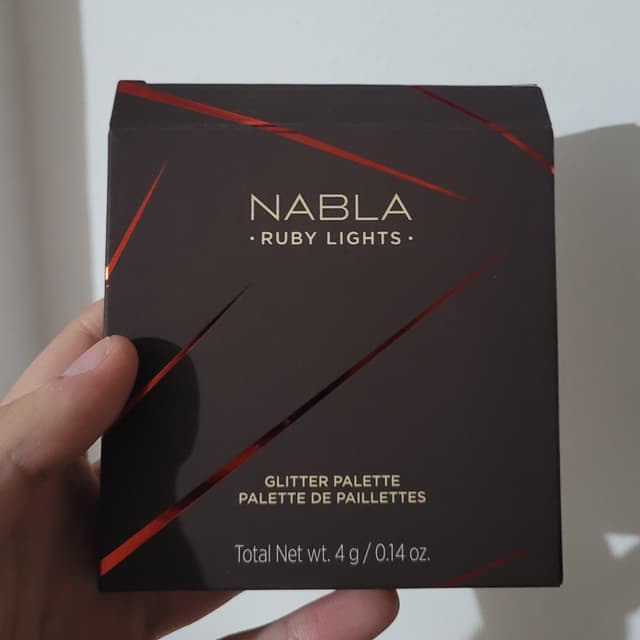 NABLA
· RUBY LIGHTS ·
GLITTER PALETTE
PALETTE DE PAILLETTES
Total Net wt. 4 g / 0.14 oz.